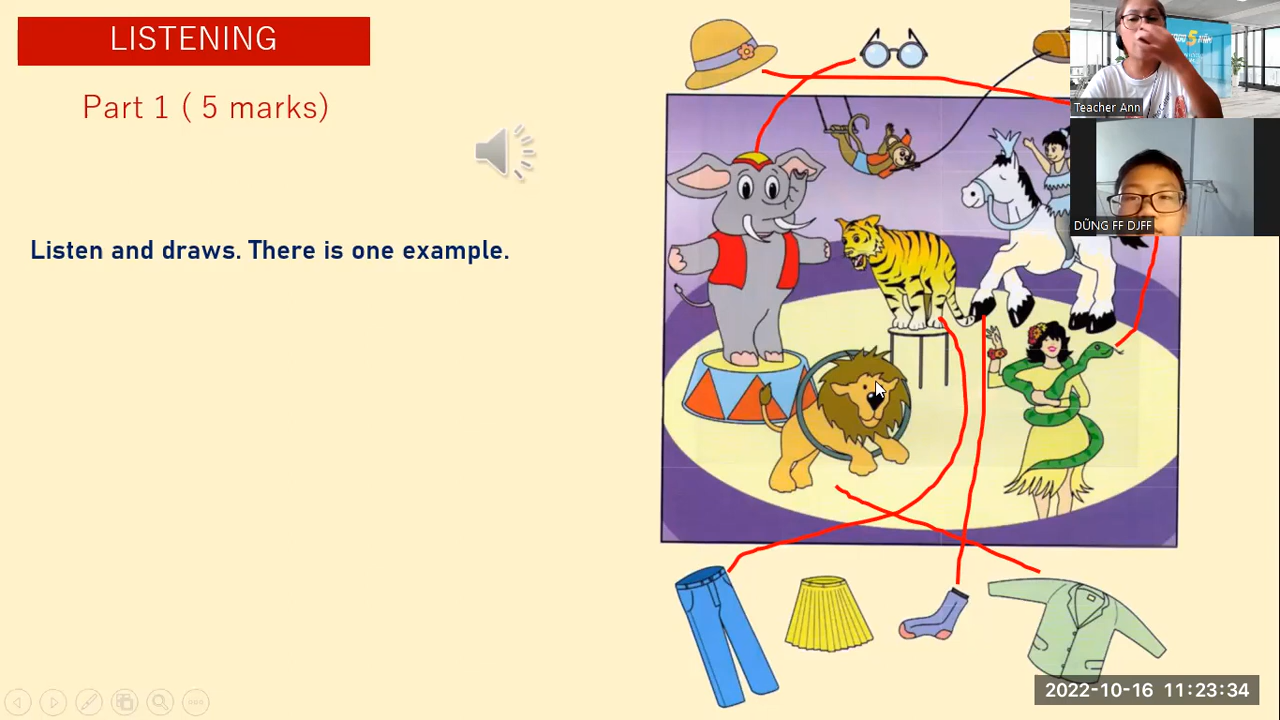 LISTENING
Part 1 ( 5 marks)
Listen and draws. There is one example.
Teacher Ann
DŨNG FF DJFF
2022-10-16 11:23:34